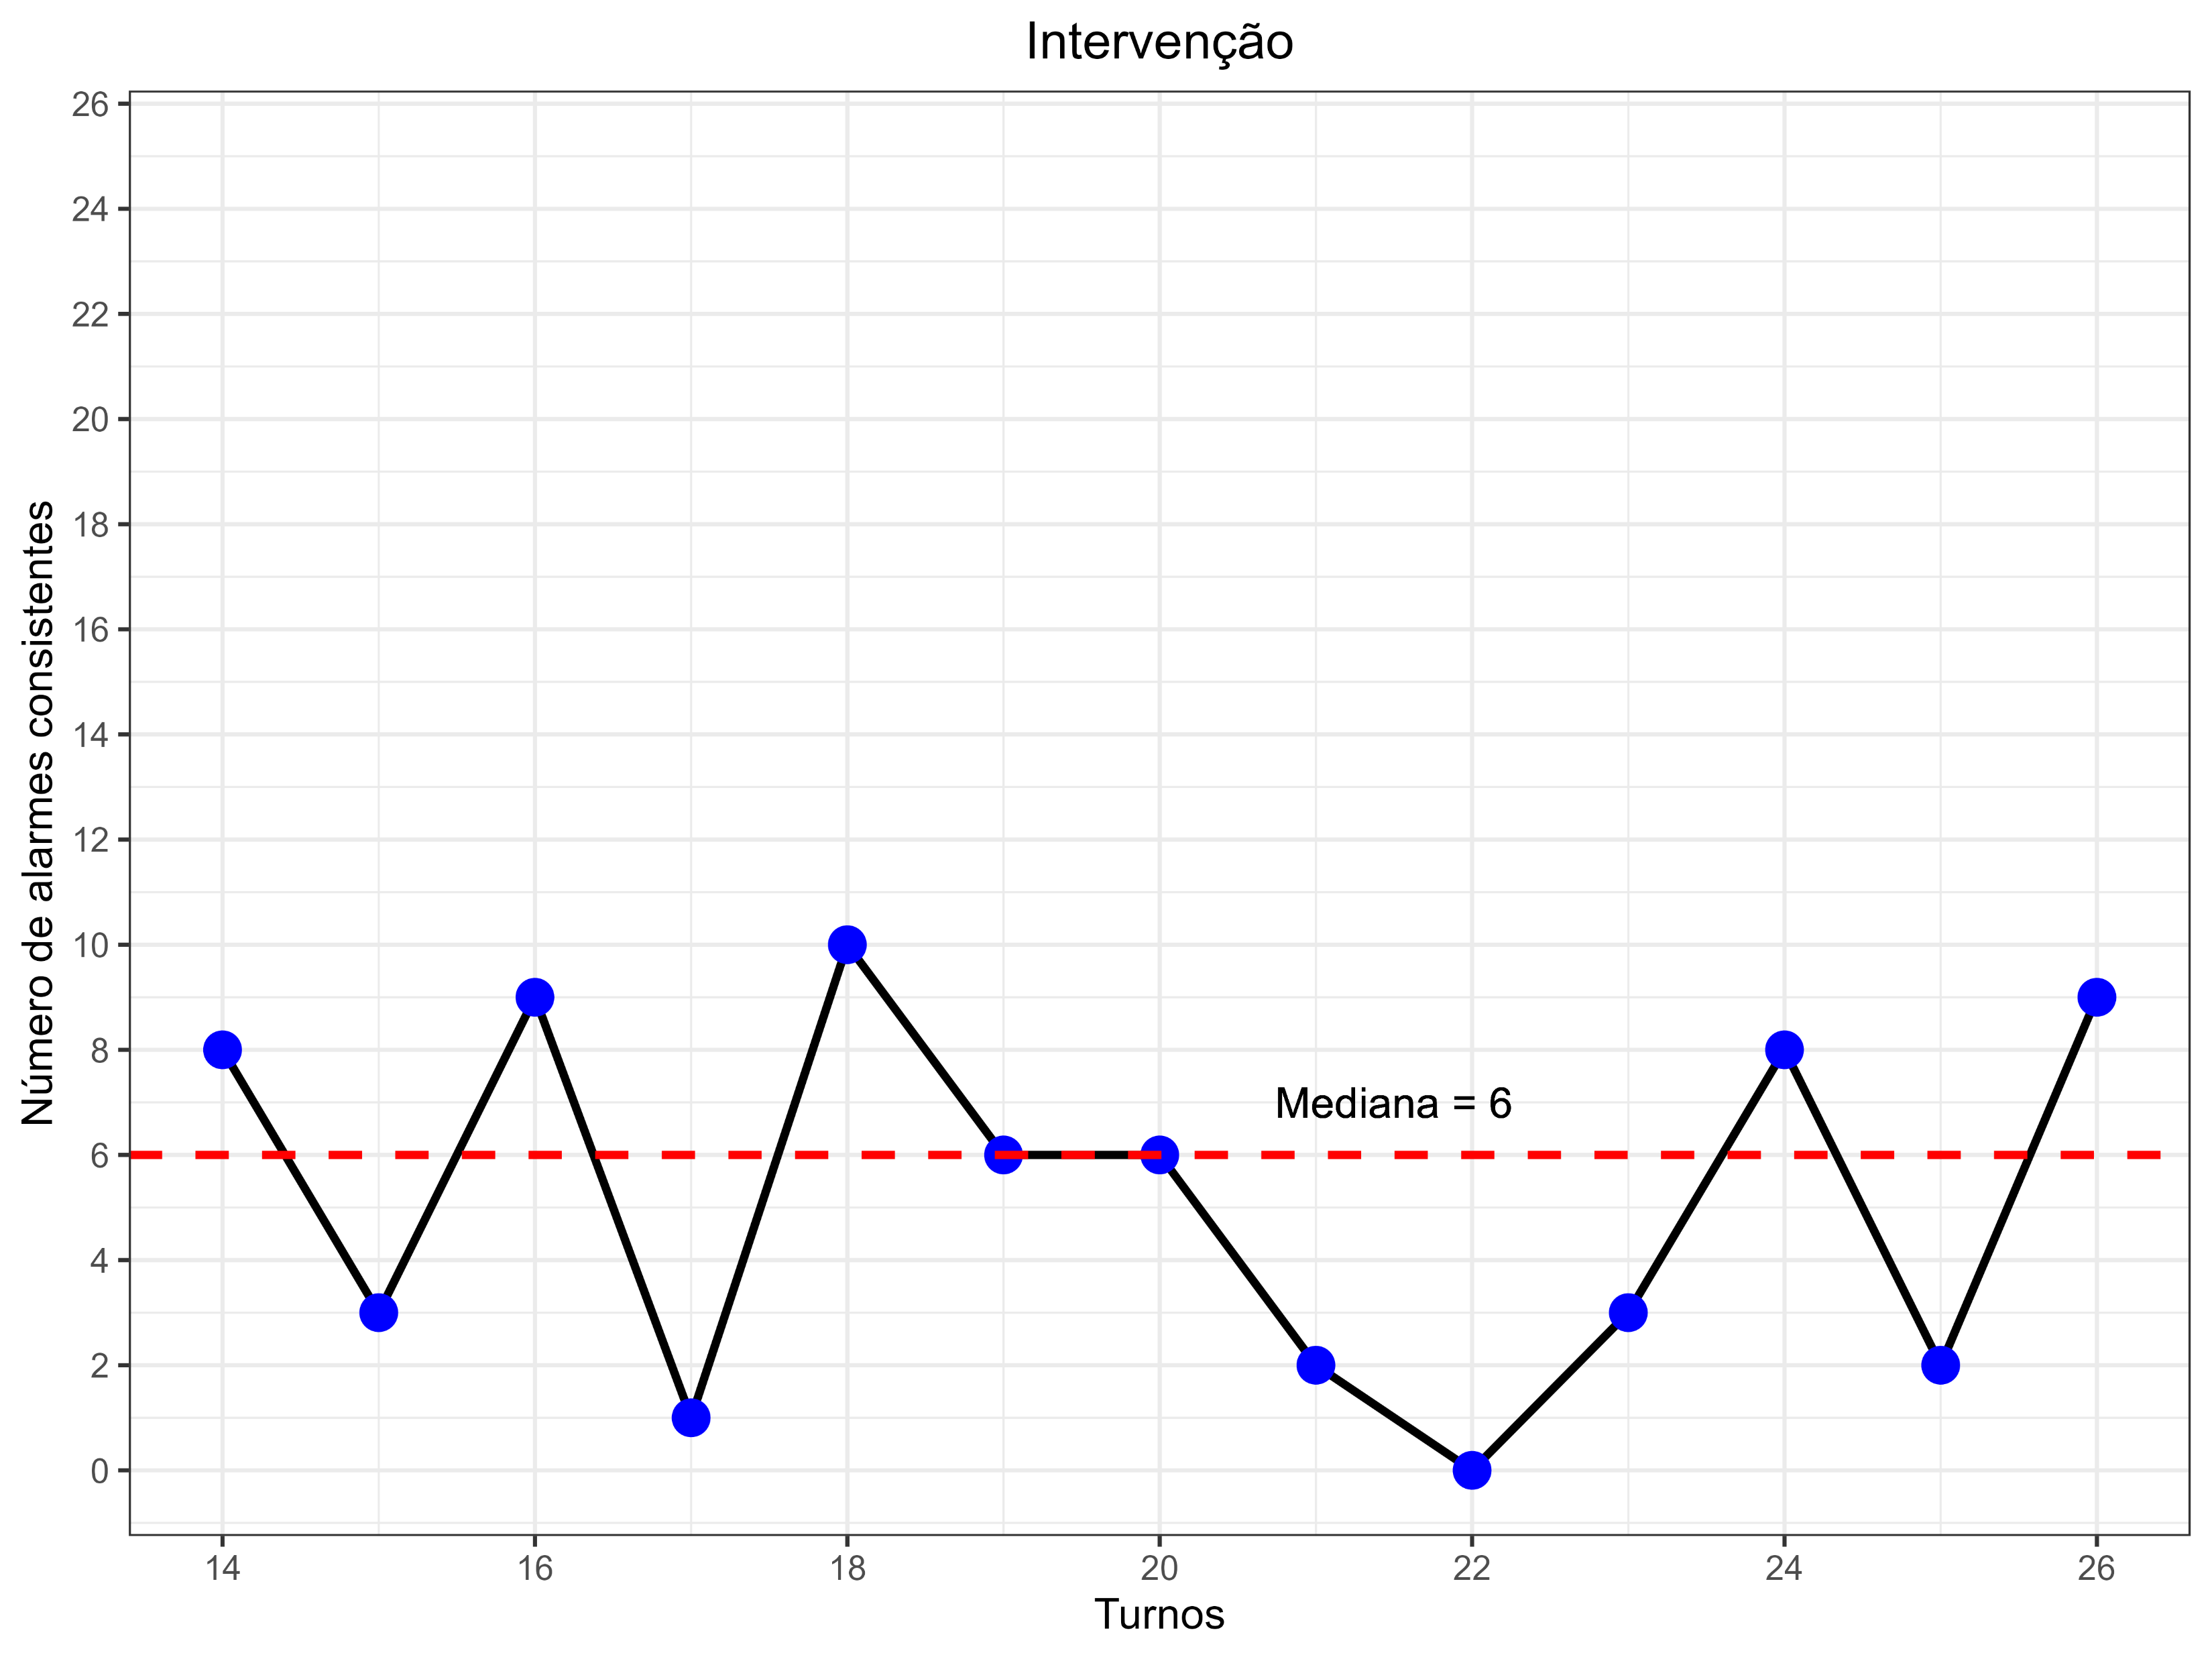 Intervenção
Número de alarmes consistentes
26
24
22
20
18
16
14
12
10
8
6
4
2
0
Mediana = 6
14 16 18 20 22 24 26
Turnos